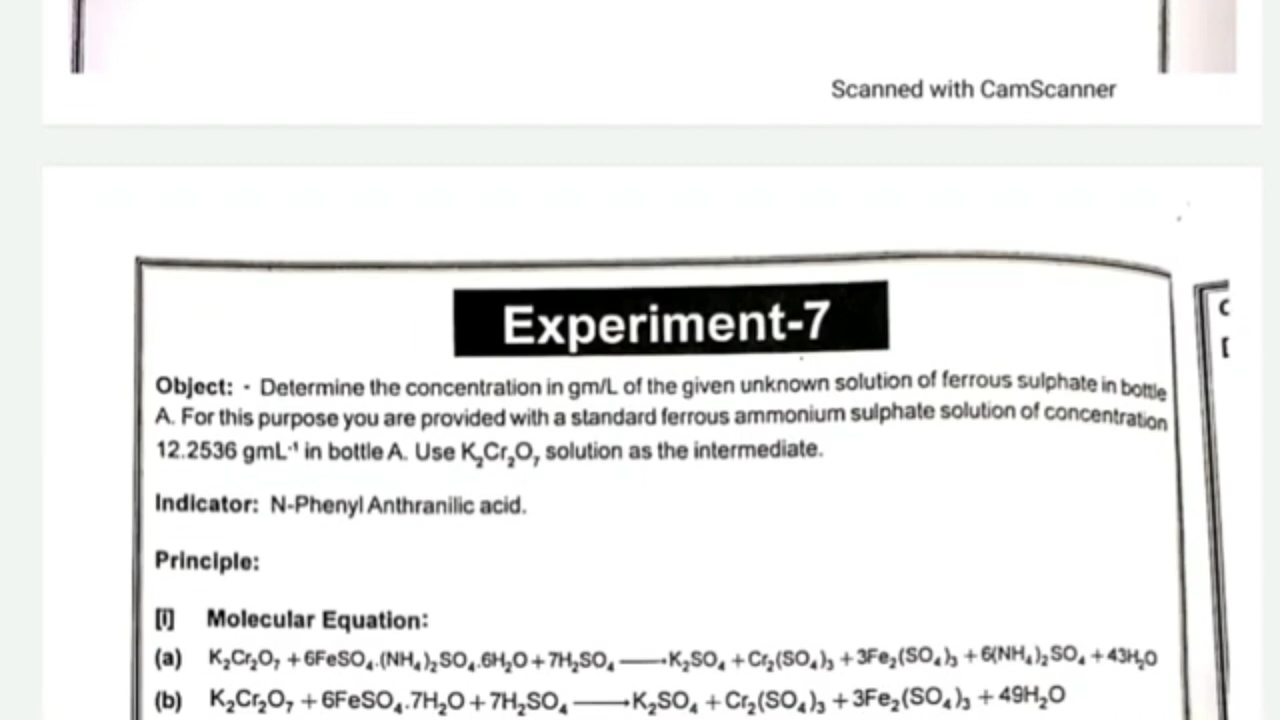 Scanned with CamScanner
Experiment-7
Object: - Determine the concentration in gm/L of the given unknown solution of ferrous sulphate in bottle
A. For this purpose you are provided with a standard ferrous ammonium sulphate solution of concentration
12.2536 gmL⁻¹ in bottle A. Use K₂Cr₂O₇ solution as the intermediate.
Indicator: N-Phenyl Anthranilic acid.
Principle:
[i] Molecular Equation:
(a) K₂Cr₂O₇ + 6FeSO₄.(NH₄)₂SO₄.6H₂O + 7H₂SO₄ ⟶ K₂SO₄ + Cr₂(SO₄)₃ + 3Fe₂(SO₄)₃ + 6(NH₄)₂SO₄ + 43H₂O
(b) K₂Cr₂O₇ + 6FeSO₄.7H₂O + 7H₂SO₄ ⟶ K₂SO₄ + Cr₂(SO₄)₃ + 3Fe₂(SO₄)₃ + 49H₂O